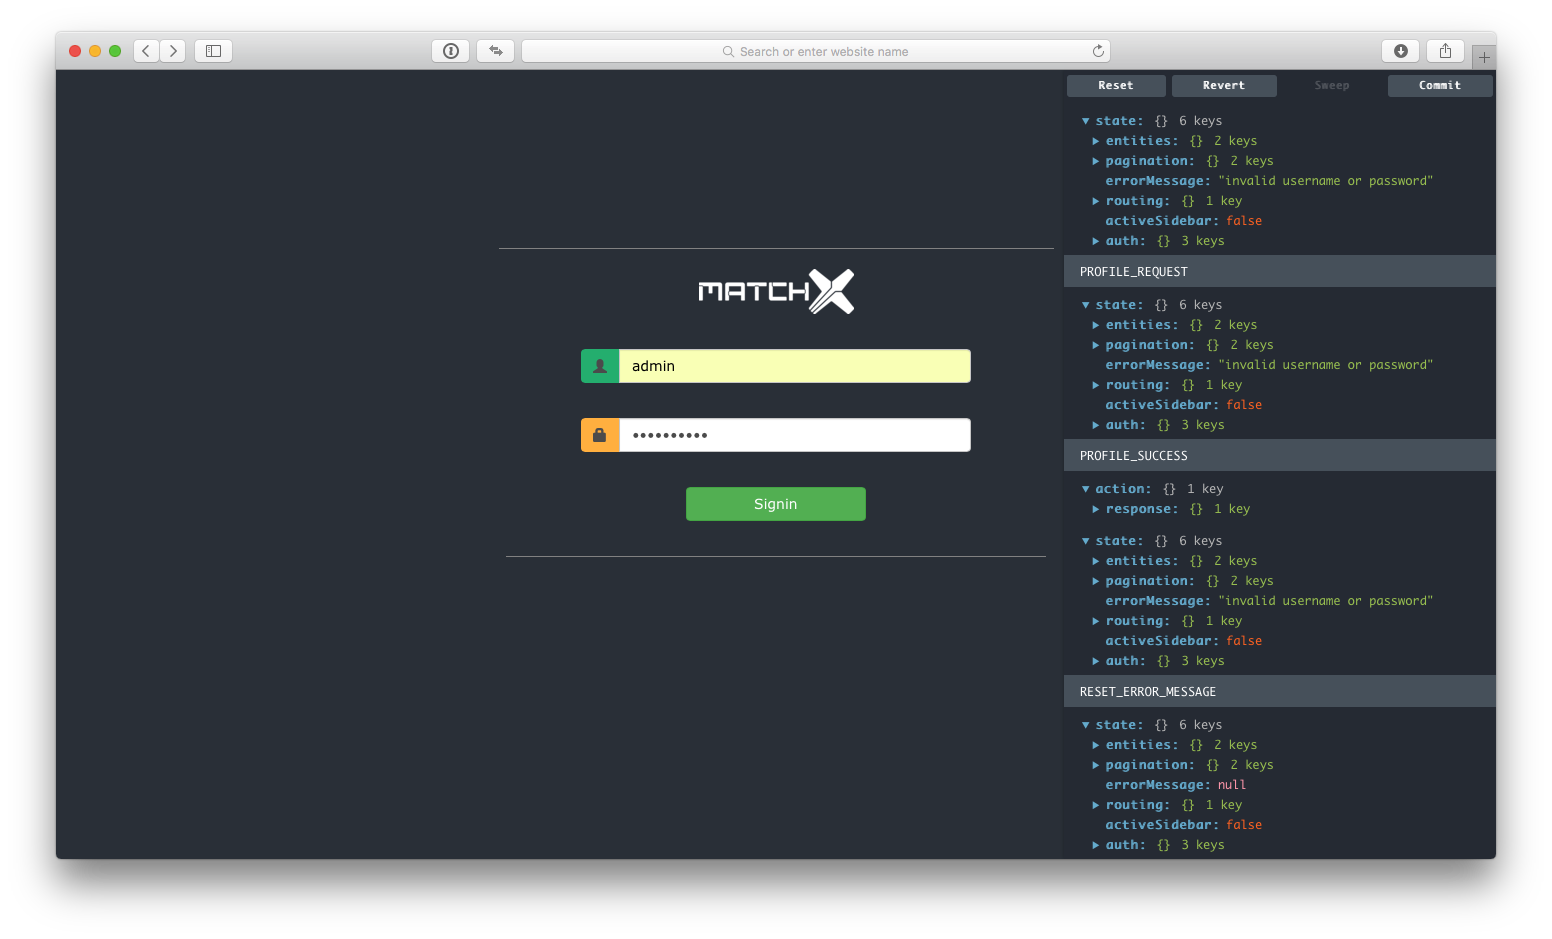 Search or enter website name
MATCHX
admin
Signin
Reset Revert Sweep Commit
state: {} 6 keys
entities: {} 2 keys
pagination: {} 2 keys
errorMessage: "invalid username or password"
routing: {} 1 key
activeSidebar: false
auth: {} 3 keys
PROFILE_REQUEST
state: {} 6 keys
entities: {} 2 keys
pagination: {} 2 keys
errorMessage: "invalid username or password"
routing: {} 1 key
activeSidebar: false
auth: {} 3 keys
PROFILE_SUCCESS
action: {} 1 key
response: {} 1 key
state: {} 6 keys
entities: {} 2 keys
pagination: {} 2 keys
errorMessage: "invalid username or password"
routing: {} 1 key
activeSidebar: false
auth: {} 3 keys
RESET_ERROR_MESSAGE
state: {} 6 keys
entities: {} 2 keys
pagination: {} 2 keys
errorMessage: null
routing: {} 1 key
activeSidebar: false
auth: {} 3 keys